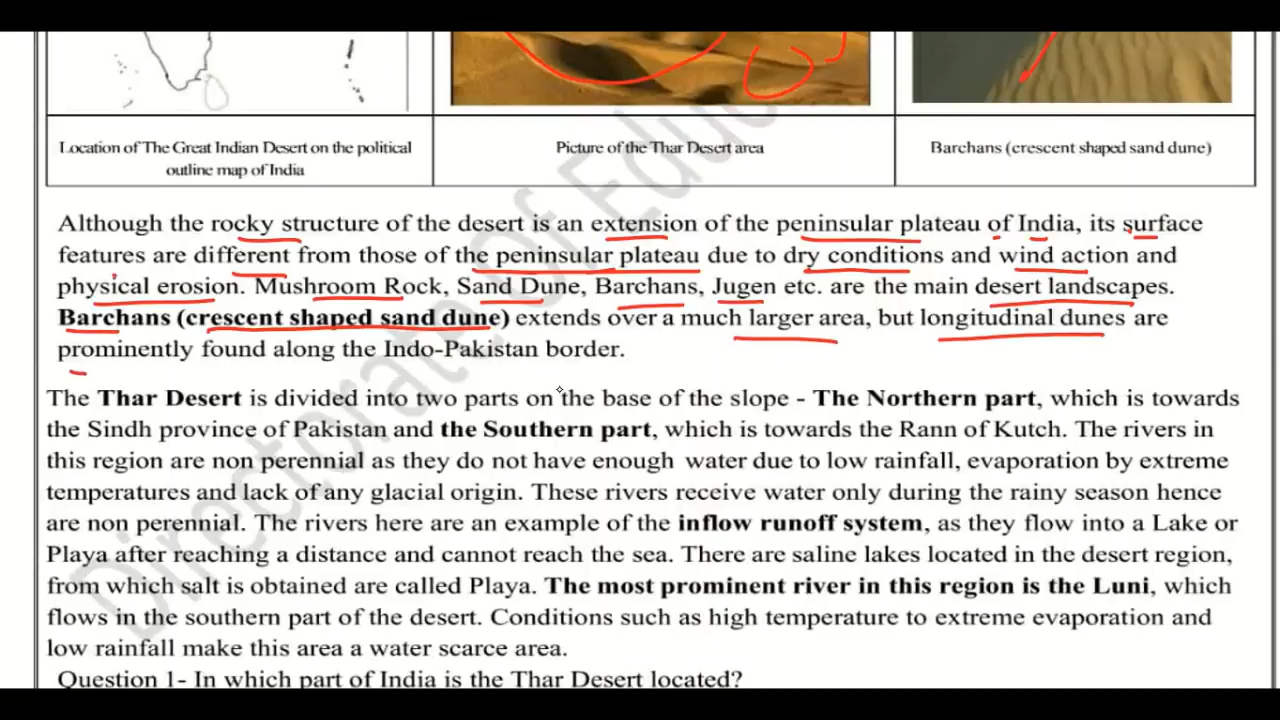 Location of The Great Indian Desert on the political
outline map of India
Picture of the Thar Desert area
Barchans (crescent shaped sand dune)
Although the rocky structure of the desert is an extension of the peninsular plateau of India, its surface
features are different from those of the peninsular plateau due to dry conditions and wind action and
physical erosion. Mushroom Rock, Sand Dune, Barchans, Jugen etc. are the main desert landscapes.
Barchans (crescent shaped sand dune) extends over a much larger area, but longitudinal dunes are
prominently found along the Indo-Pakistan border.
The Thar Desert is divided into two parts on the base of the slope - The Northern part, which is towards
the Sindh province of Pakistan and the Southern part, which is towards the Rann of Kutch. The rivers in
this region are non perennial as they do not have enough water due to low rainfall, evaporation by extreme
temperatures and lack of any glacial origin. These rivers receive water only during the rainy season hence
are non perennial. The rivers here are an example of the inflow runoff system, as they flow into a Lake or
Playa after reaching a distance and cannot reach the sea. There are saline lakes located in the desert region,
from which salt is obtained are called Playa. The most prominent river in this region is the Luni, which
flows in the southern part of the desert. Conditions such as high temperature to extreme evaporation and
low rainfall make this area a water scarce area.
Question 1- In which part of India is the Thar Desert located?
Directorate Of Educ